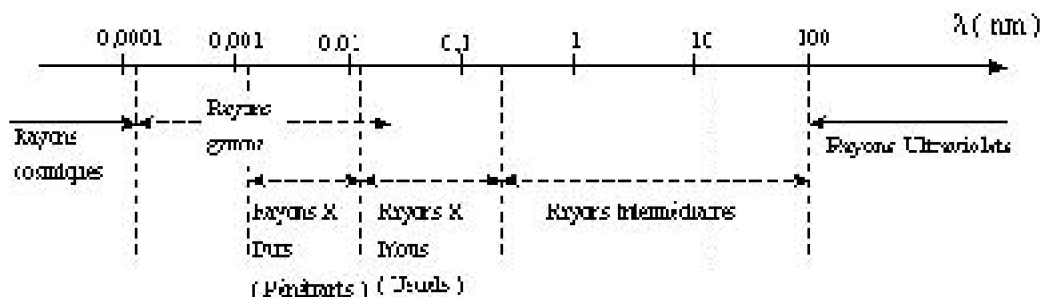 0,0001 0,001 0,01 0,1 1 10 100 λ ( nm )
Rayons
cosmiques
Rayons
gamma
Rayons Ultraviolets
Rayons X
Durs
( Pénétrants )
Rayons X
Mous
( Usuels )
Rayons Intermédiaires